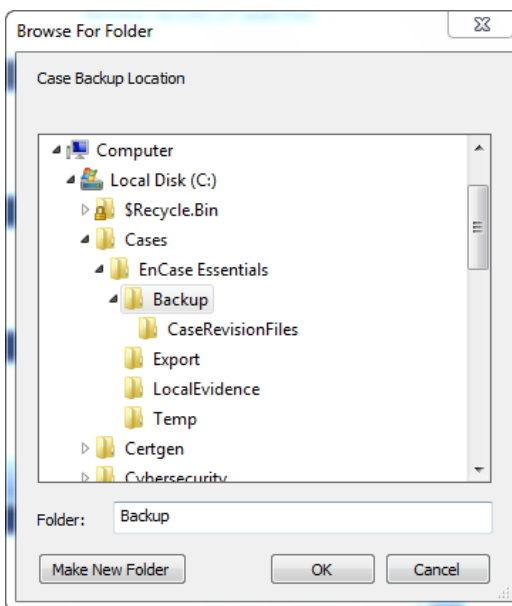 Browse For Folder
Case Backup Location
Computer
Local Disk (C:)
$Recycle.Bin
Cases
EnCase Essentials
Backup
CaseRevisionFiles
Export
LocalEvidence
Temp
Certgen
Cybersecurity
Folder: Backup
Make New Folder OK Cancel